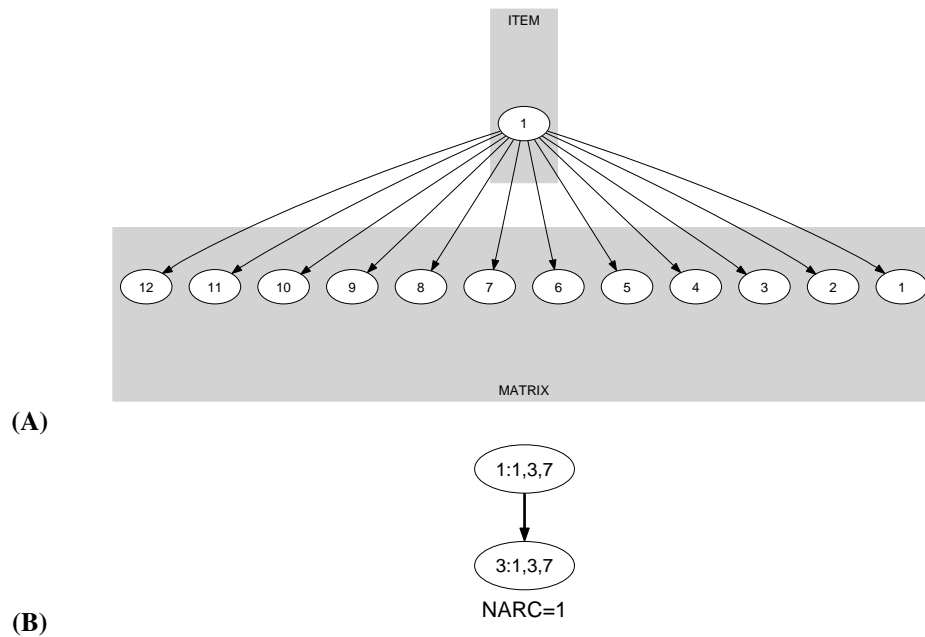 ITEM
1
12 11 10 9 8 7 6 5 4 3 2 1
MATRIX
(A)
1:1,3,7
3:1,3,7
NARC=1
(B)